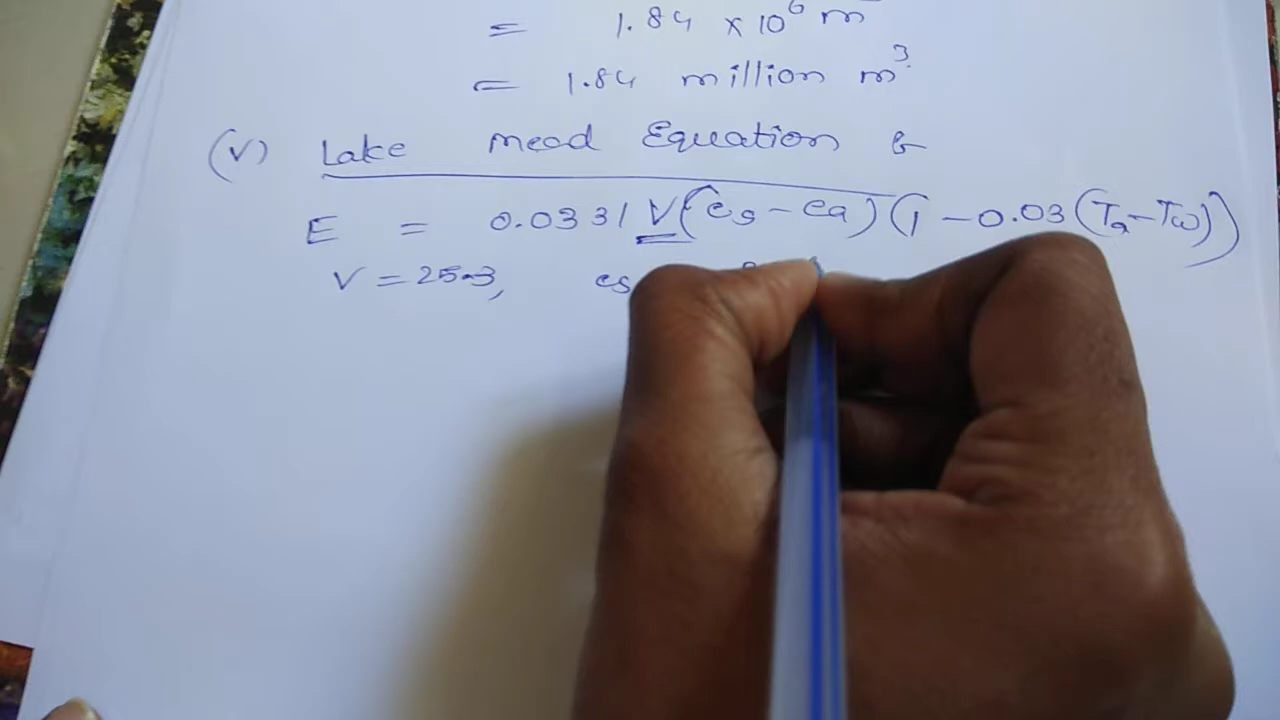 = 1.84 × 10⁶ m
= 1.84 million m³.
(V) Lake Mead Equation :-
E = 0.0331 V(es - ea)(1 - 0.03(Ta - Tw))
V = 25.3, es